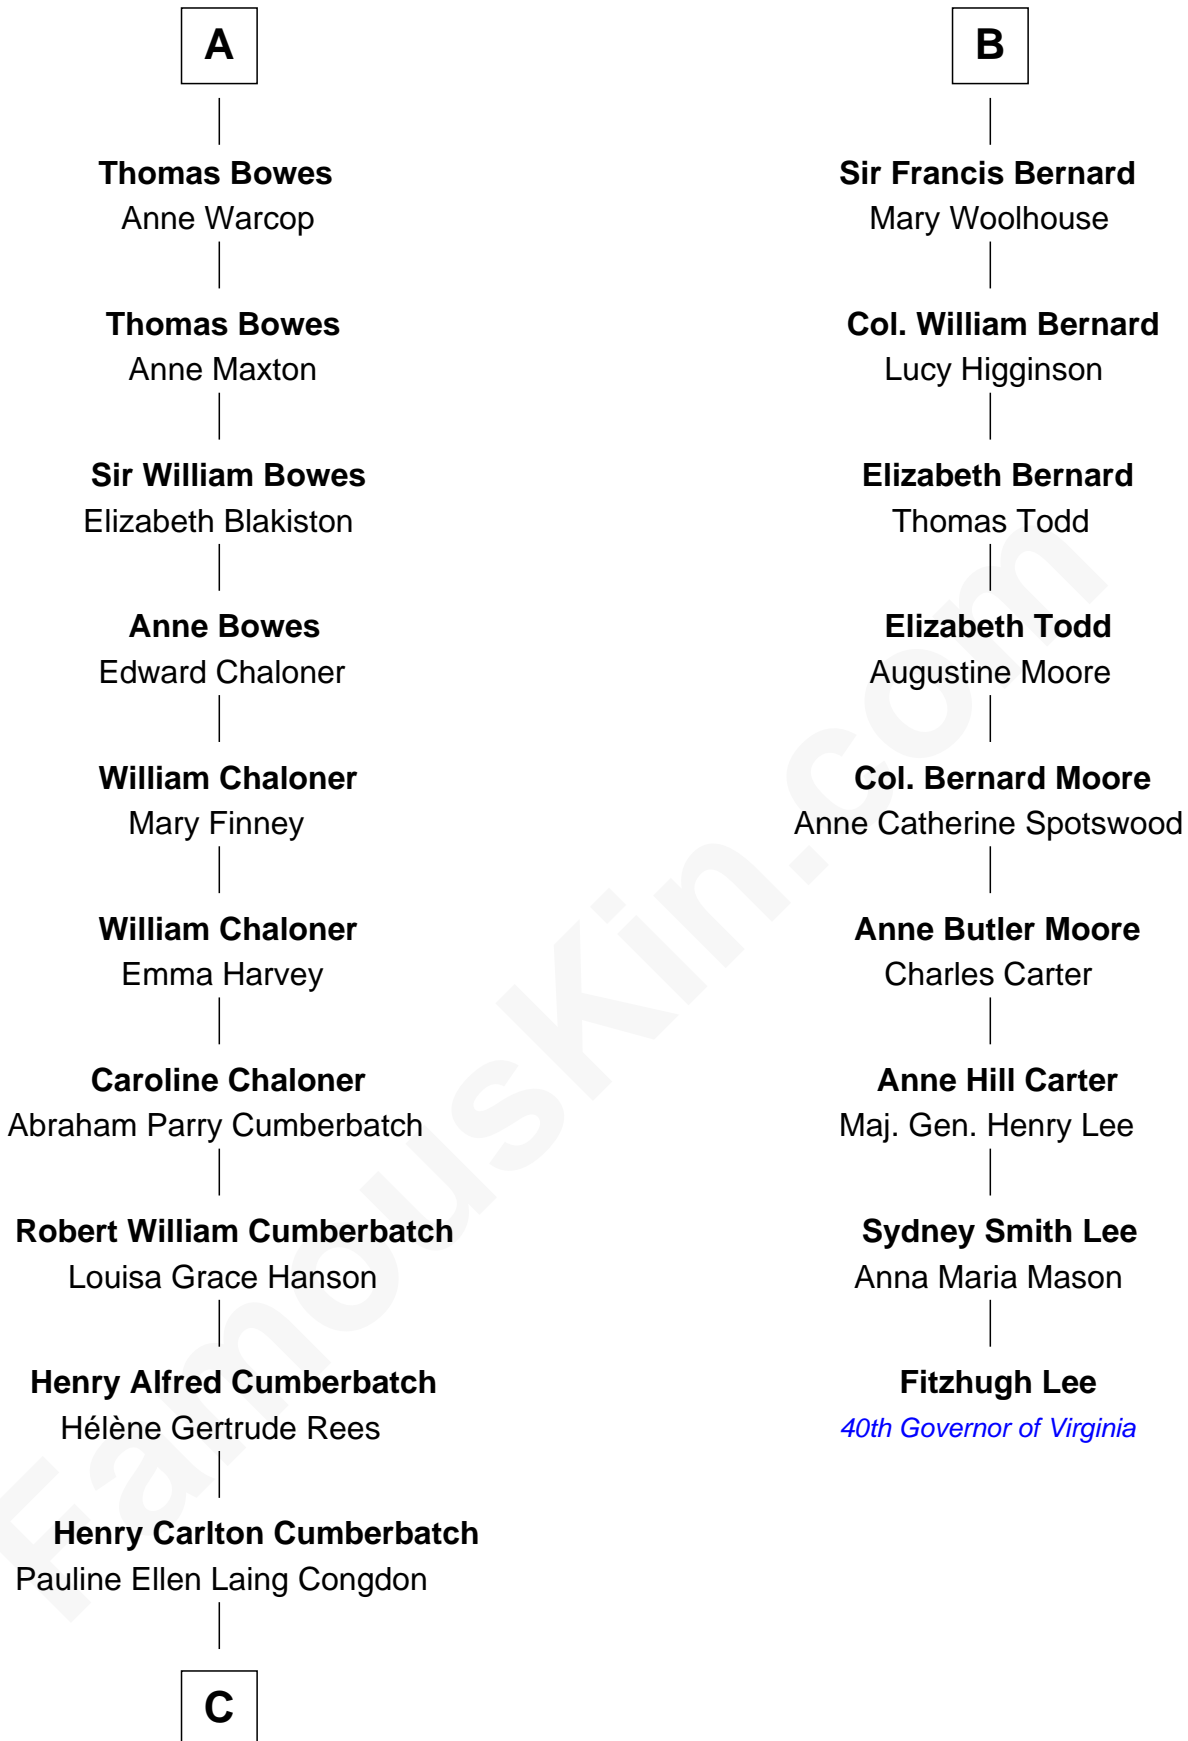 A
Thomas Bowes
Anne Warcop
Thomas Bowes
Anne Maxton
Sir William Bowes
Elizabeth Blakiston
Anne Bowes
Edward Chaloner
William Chaloner
Mary Finney
William Chaloner
Emma Harvey
Caroline Chaloner
Abraham Parry Cumberbatch
Robert William Cumberbatch
Louisa Grace Hanson
Henry Alfred Cumberbatch
Hélène Gertrude Rees
Henry Carlton Cumberbatch
Pauline Ellen Laing Congdon
C
B
Sir Francis Bernard
Mary Woolhouse
Col. William Bernard
Lucy Higginson
Elizabeth Bernard
Thomas Todd
Elizabeth Todd
Augustine Moore
Col. Bernard Moore
Anne Catherine Spotswood
Anne Butler Moore
Charles Carter
Anne Hill Carter
Maj. Gen. Henry Lee
Sydney Smith Lee
Anna Maria Mason
Fitzhugh Lee
40th Governor of Virginia
FamousKin.com